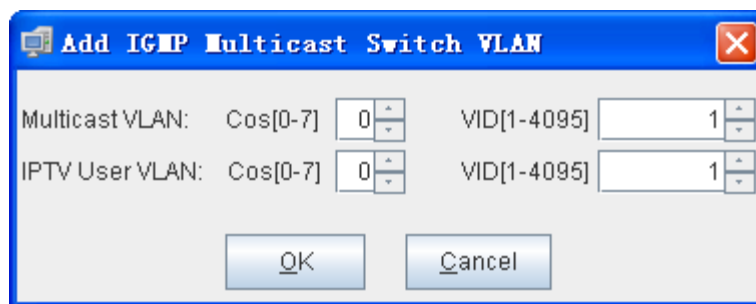 Add IGMP Multicast Switch VLAN
Multicast VLAN: Cos[0-7] 0 VID[1-4095] 1
IPTV User VLAN: Cos[0-7] 0 VID[1-4095] 1
OK Cancel